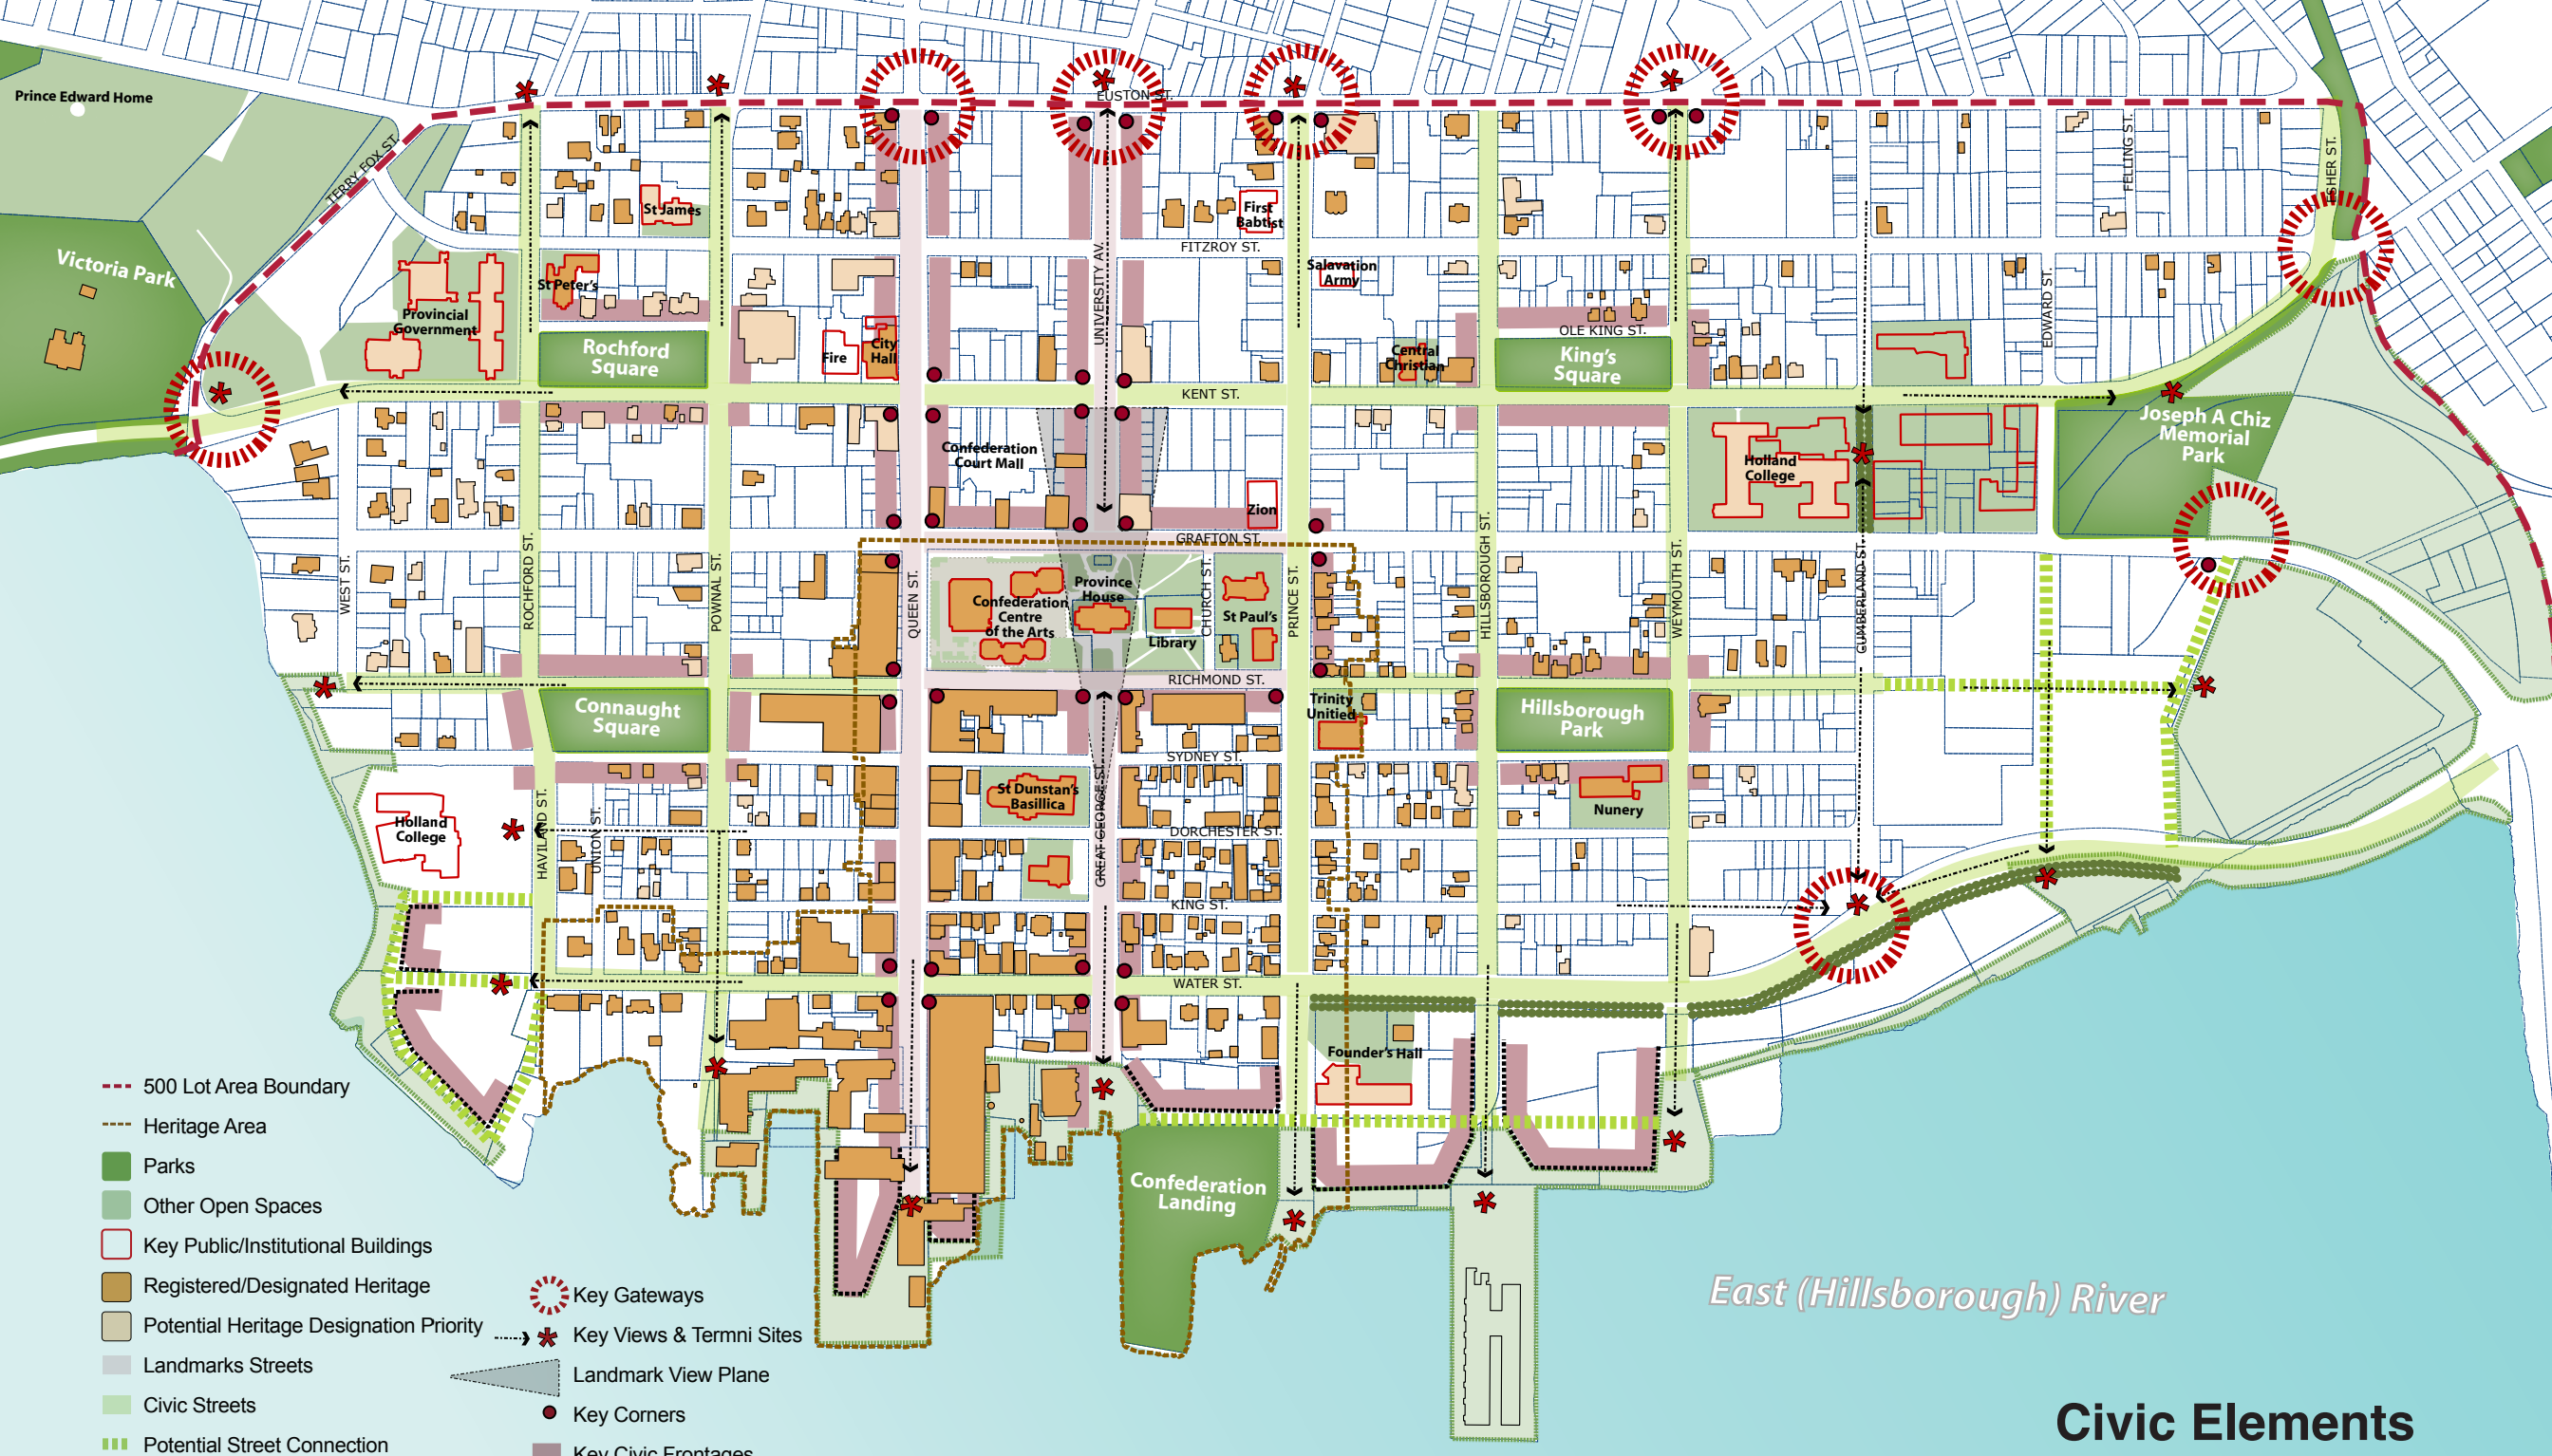 Prince Edward Home
EUSTON ST.
TERRY FOX ST.
FELLING ST.
ESHER ST.
St James
First
Babtist
FITZROY ST.
Victoria Park
St Peter's
Salavation
Army
UNIVERSITY AV.
EDWARD ST.
Provincial
Government
Rochford
Square
Fire
City
Hall
OLE KING ST.
Central
Christian
King's
Square
KENT ST.
Joseph A Chiz
Memorial
Park
Confederation
Court Mall
Holland
College
Zion
GRAFTON ST.
WEST ST.
ROCHFORD ST.
POWNAL ST.
QUEEN ST.
Confederation
Centre
of the Arts
Province
House
Library
CHURCH ST.
St Paul's
PRINCE ST.
HILLSBOROUGH ST.
WEYMOUTH ST.
CUMBERLAND ST.
RICHMOND ST.
Connaught
Square
Trinity
Unitied
Hillsborough
Park
SYDNEY ST.
St Dunstan's
Basillica
GREAT GEORGE ST.
Nunery
Holland
College
HAVILAND ST.
UNION ST.
DORCHESTER ST.
KING ST.
WATER ST.
Founder's Hall
Confederation
Landing
East (Hillsborough) River
500 Lot Area Boundary
Heritage Area
Parks
Other Open Spaces
Key Public/Institutional Buildings
Registered/Designated Heritage
Potential Heritage Designation Priority
Landmarks Streets
Civic Streets
Potential Street Connection
Key Gateways
Key Views & Termni Sites
Landmark View Plane
Key Corners
Key Civic Frontages
Civic Elements